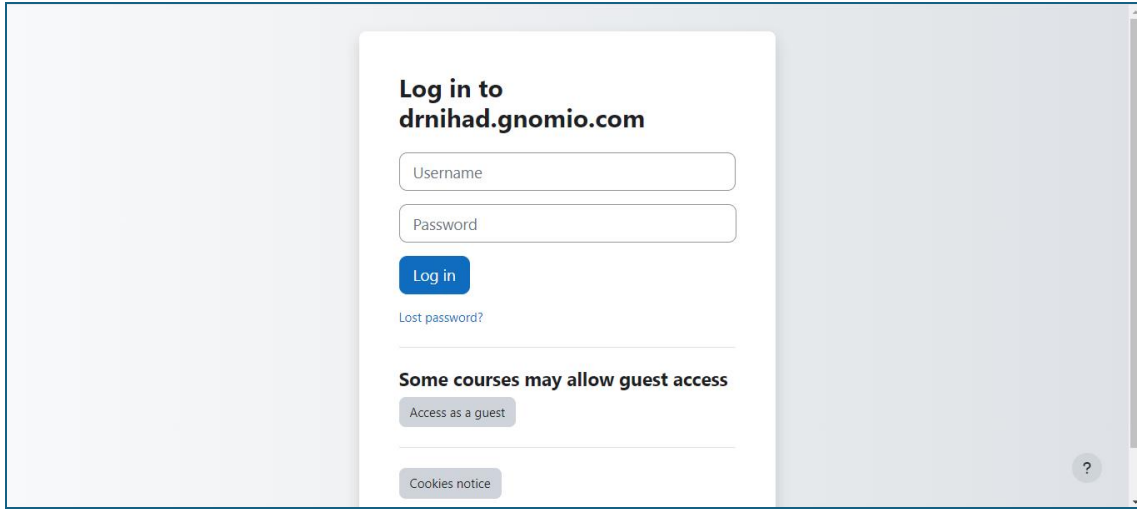 Log in to
drnihad.gnomio.com
Username
Password
Log in
Lost password?
Some courses may allow guest access
Access as a guest
Cookies notice
?